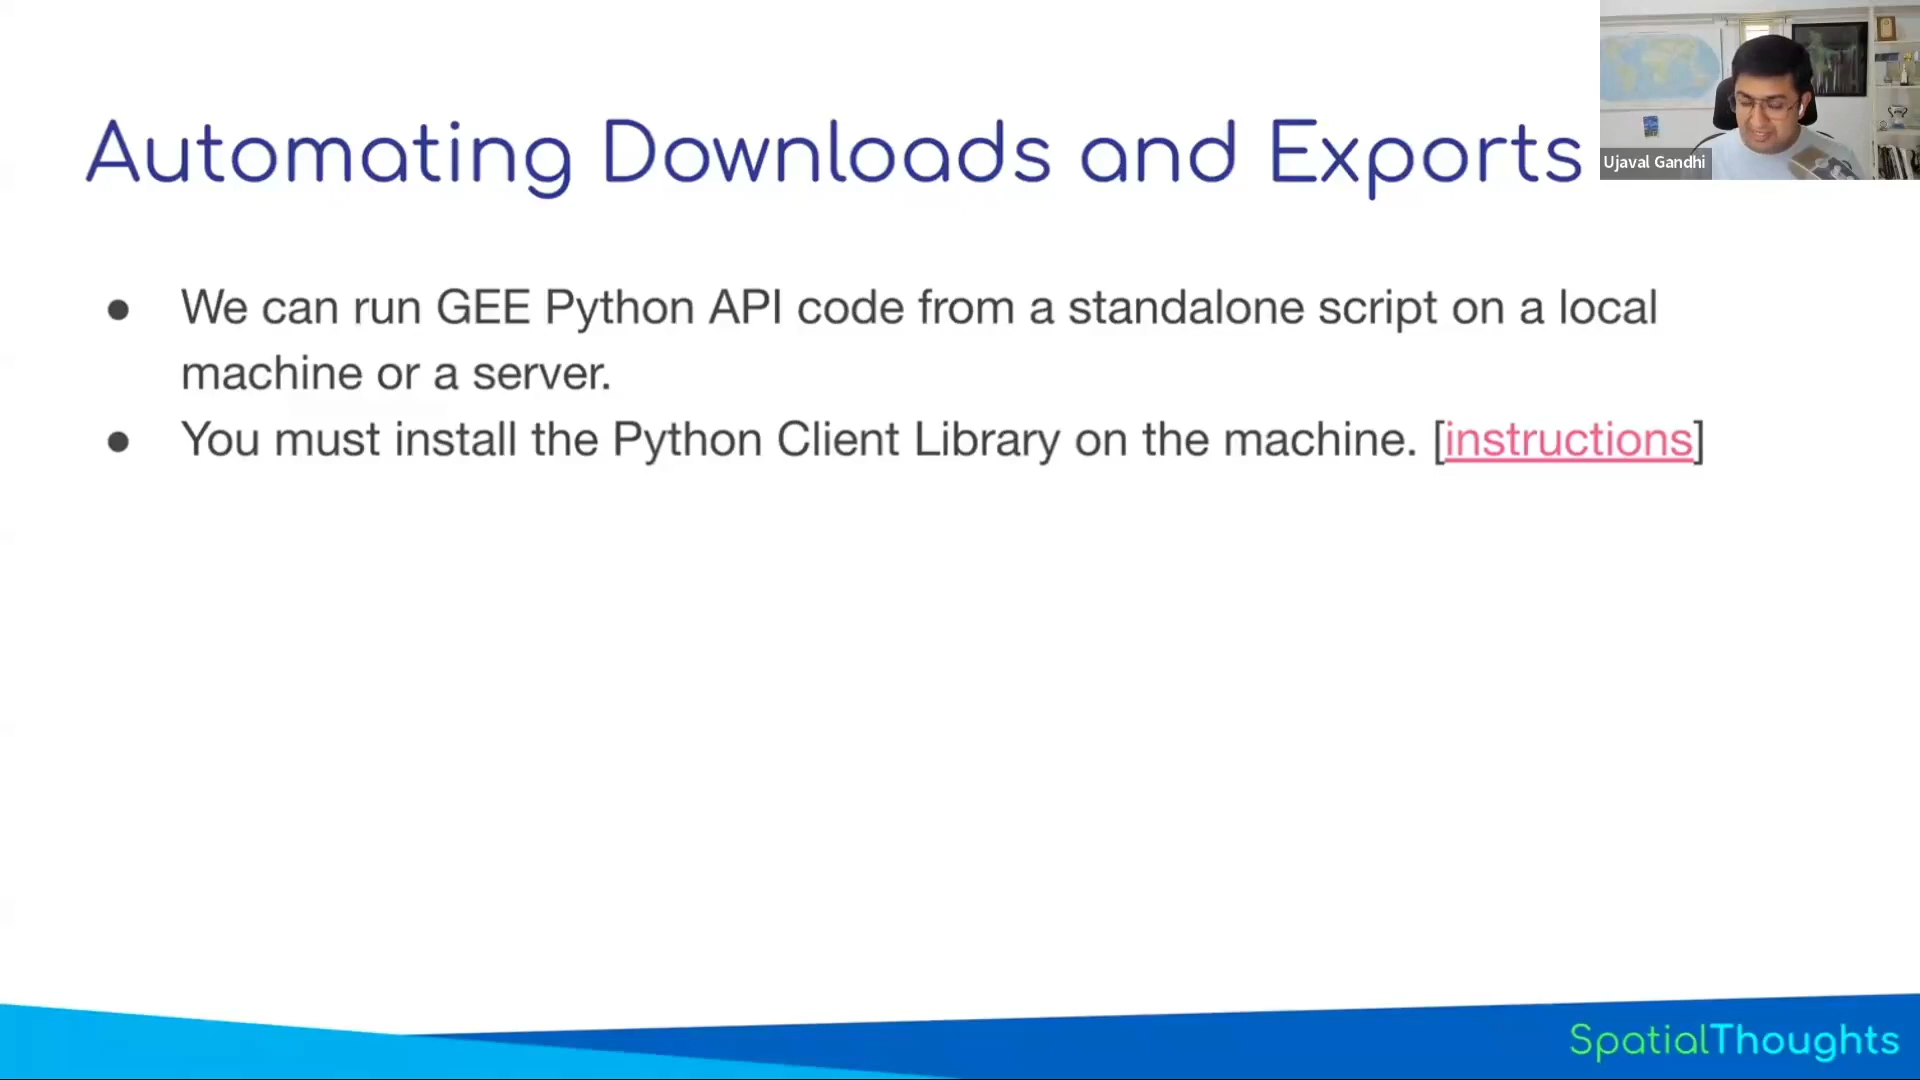 Automating Downloads and Exports
Ujaval Gandhi
● We can run GEE Python API code from a standalone script on a local
machine or a server.
● You must install the Python Client Library on the machine. [instructions]
SpatialThoughts